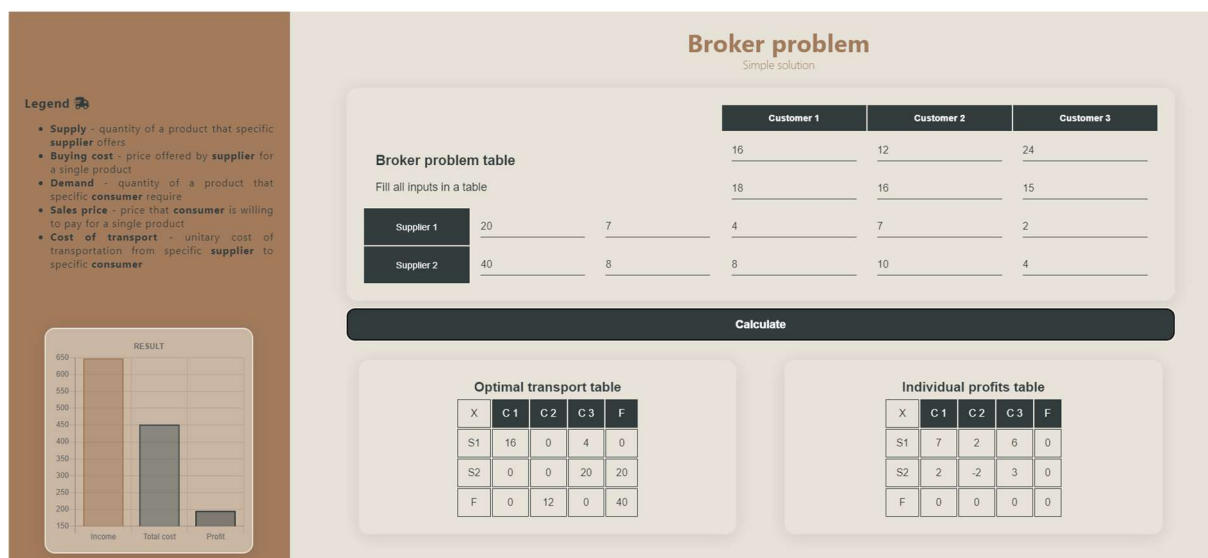 Broker problem
Simple solution
Legend
Supply - quantity of a product that specific
supplier offers
Buying cost - price offered by supplier for
a single product
Demand - quantity of a product that
specific consumer require
Sales price - price that consumer is willing
to pay for a single product
Cost of transport - unitary cost of
transportation from specific supplier to
specific consumer
RESULT
650
600
550
500
450
400
350
300
250
200
150
Income Total cost Profit
Customer 1 Customer 2 Customer 3
Broker problem table
Fill all inputs in a table
16 12 24
18 16 15
Supplier 1 20 7 4 7 2
Supplier 2 40 8 8 10 4
Calculate
Optimal transport table
X C 1 C 2 C 3 F
S1 16 0 4 0
S2 0 0 20 20
F 0 12 0 40
Individual profits table
X C 1 C 2 C 3 F
S1 7 2 6 0
S2 2 -2 3 0
F 0 0 0 0